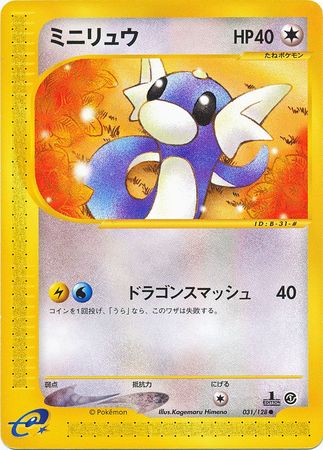 ミニリュウ HP40
たねポケモン
ID:B-31-#
ドラゴンスマッシュ 40
コインを1回投げ、「うら」なら、このワザは失敗する。
弱点 抵抗力 にげる
©Pokémon Illus.Kagemaru Himeno 031/128 1 EDITION
e